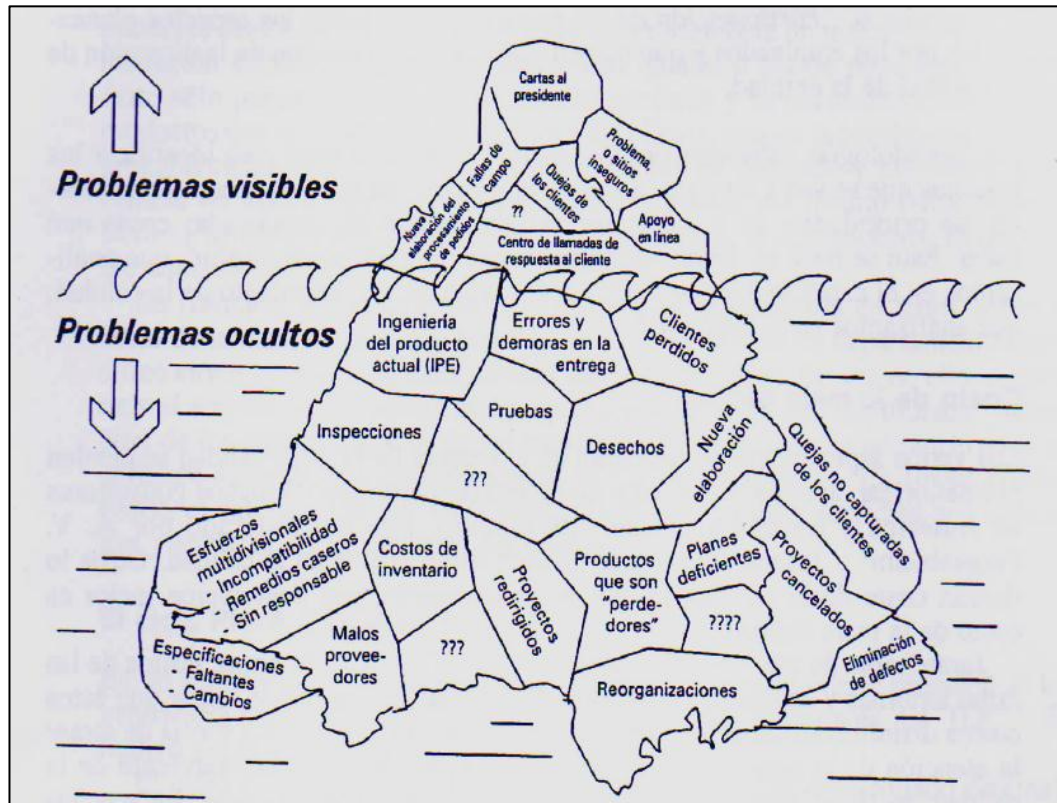 Cartas al
presidente
Problema,
o sitios
inseguros
Fallas de
campo
Quejas de
los clientes
??
Apoyo
en línea
Nueva
elaboración del
procesamiento
de pedidos
Centro de llamadas de
respuesta al cliente
Problemas visibles
Problemas ocultos
Ingeniería
del producto
actual (IPE)
Errores y
demoras en la
entrega
Clientes
perdidos
Inspecciones
Pruebas
???
Desechos
Nueva
elaboración
Quejas no capturadas
de los clientes
Esfuerzos
multidivisionales
- Incompatibilidad
- Remedios caseros
- Sin responsable
Costos de
inventario
Proyectos
redirigidos
Productos
que son
"perde-
dores"
Planes
deficientes
Proyectos
cancelados
Especificaciones
- Faltantes
- Cambios
Malos
provee-
dores
???
????
Reorganizaciones
Eliminación
de defectos